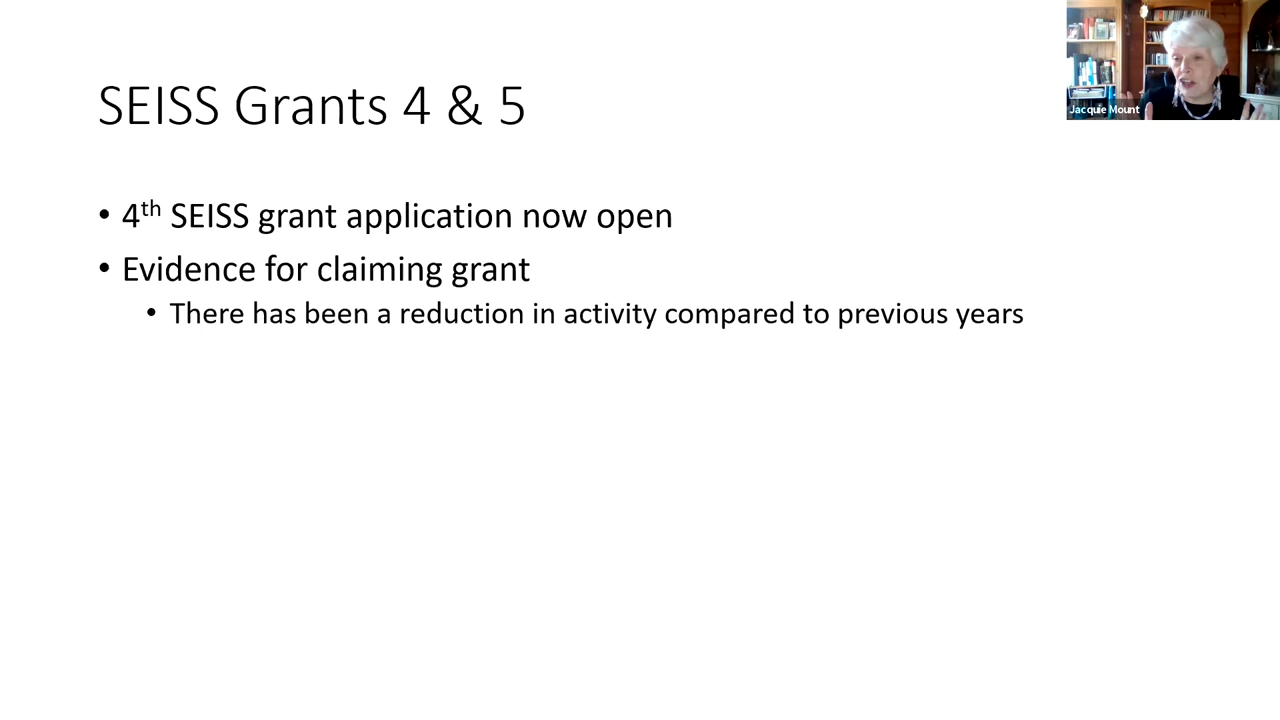 SEISS Grants 4 & 5
Jacquie Mount
• 4th SEISS grant application now open
• Evidence for claiming grant
• There has been a reduction in activity compared to previous years